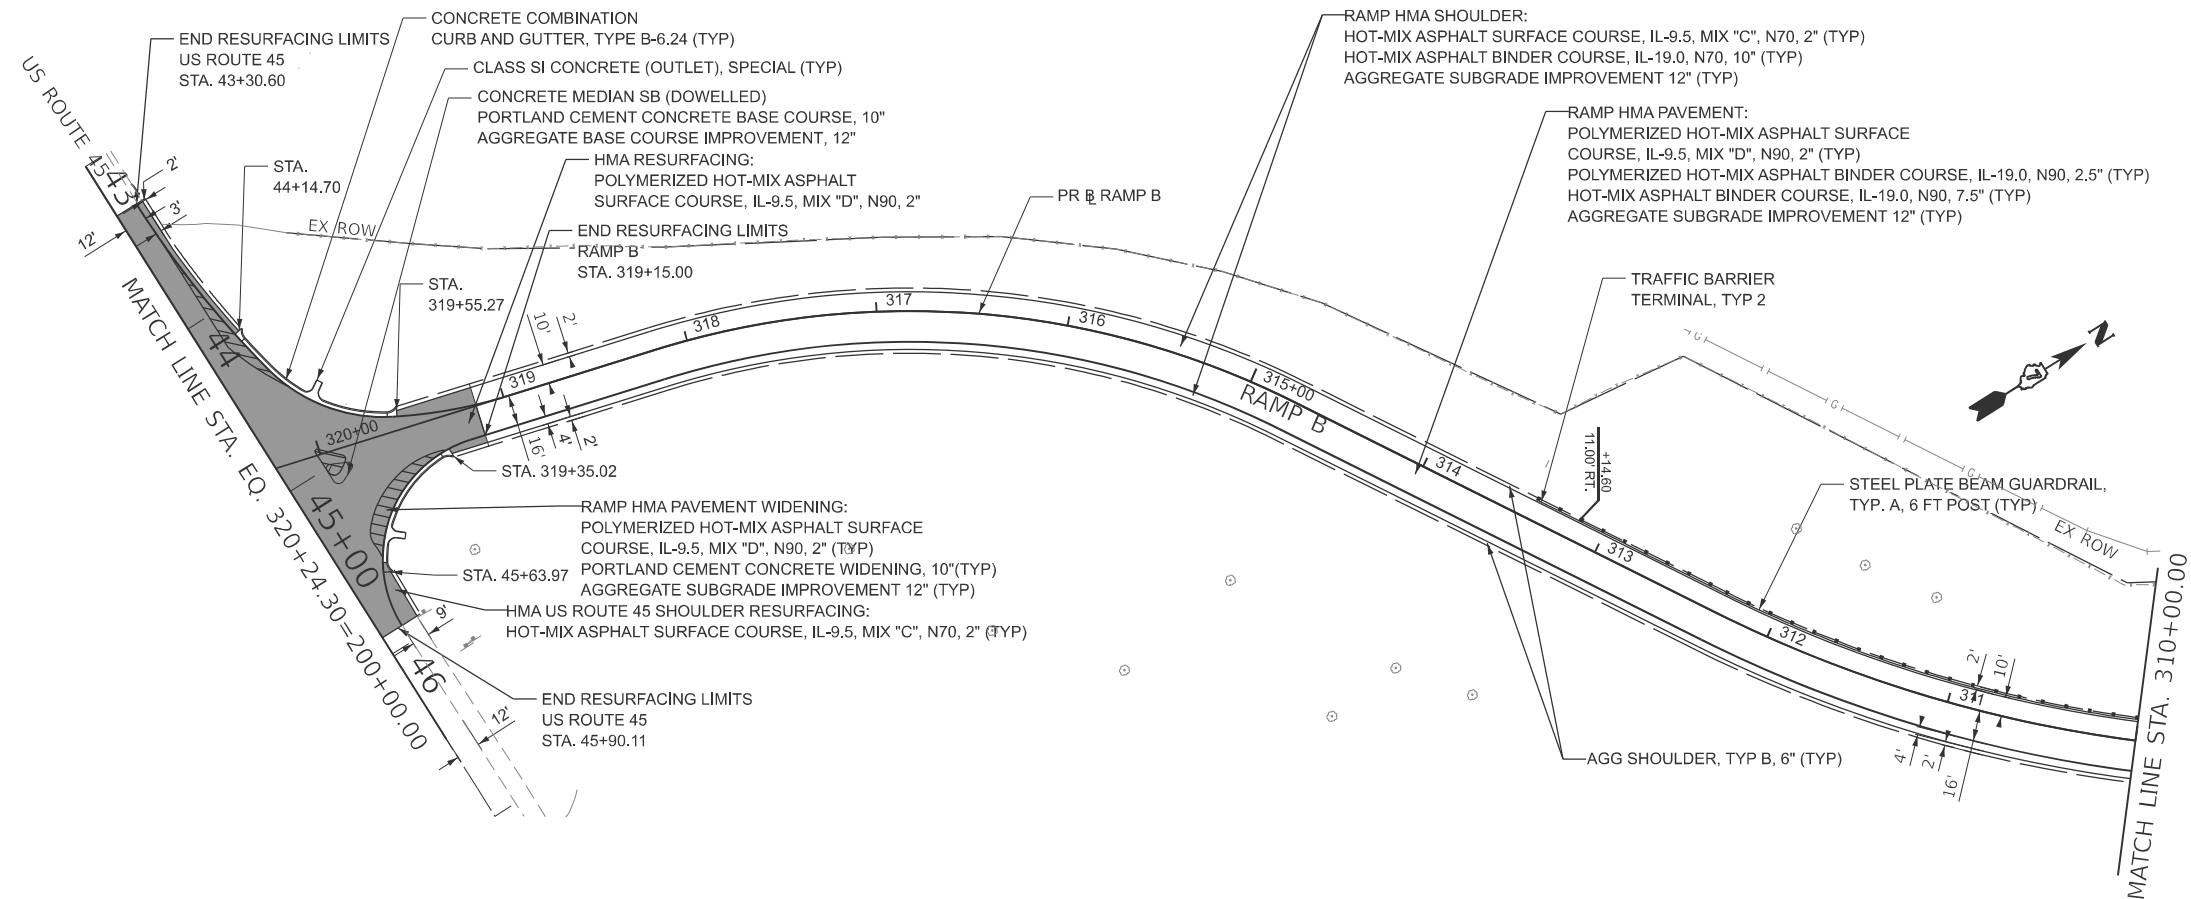 CONCRETE COMBINATION
CURB AND GUTTER, TYPE B-6.24 (TYP)
END RESURFACING LIMITS
US ROUTE 45
STA. 43+30.60
CLASS SI CONCRETE (OUTLET), SPECIAL (TYP)
CONCRETE MEDIAN SB (DOWELLED)
PORTLAND CEMENT CONCRETE BASE COURSE, 10"
AGGREGATE BASE COURSE IMPROVEMENT, 12"
RAMP HMA SHOULDER:
HOT-MIX ASPHALT SURFACE COURSE, IL-9.5, MIX "C", N70, 2" (TYP)
HOT-MIX ASPHALT BINDER COURSE, IL-19.0, N70, 10" (TYP)
AGGREGATE SUBGRADE IMPROVEMENT 12" (TYP)
RAMP HMA PAVEMENT:
POLYMERIZED HOT-MIX ASPHALT SURFACE
COURSE, IL-9.5, MIX "D", N90, 2" (TYP)
POLYMERIZED HOT-MIX ASPHALT BINDER COURSE, IL-19.0, N90, 2.5" (TYP)
HOT-MIX ASPHALT BINDER COURSE, IL-19.0, N90, 7.5" (TYP)
AGGREGATE SUBGRADE IMPROVEMENT 12" (TYP)
US ROUTE 45
43
2'
3'
12'
STA.
44+14.70
HMA RESURFACING:
POLYMERIZED HOT-MIX ASPHALT
SURFACE COURSE, IL-9.5, MIX "D", N90, 2"
PR ℄ RAMP B
EX ROW
END RESURFACING LIMITS
RAMP B
STA. 319+15.00
STA.
319+55.27
TRAFFIC BARRIER
TERMINAL, TYP 2
MATCH LINE STA. EQ. 320+24.30=200+00.00
44
10'
2'
319
318
317
316
315+00
RAMP B
314
313
312
311
G
G
G
N
320+00
16'
4'
2'
STA. 319+35.02
+14.60
11.00' RT.
STEEL PLATE BEAM GUARDRAIL,
TYP. A, 6 FT POST (TYP)
EX ROW
45+00
RAMP HMA PAVEMENT WIDENING:
POLYMERIZED HOT-MIX ASPHALT SURFACE
COURSE, IL-9.5, MIX "D", N90, 2" (TYP)
PORTLAND CEMENT CONCRETE WIDENING, 10"(TYP)
AGGREGATE SUBGRADE IMPROVEMENT 12" (TYP)
STA. 45+63.97
HMA US ROUTE 45 SHOULDER RESURFACING:
HOT-MIX ASPHALT SURFACE COURSE, IL-9.5, MIX "C", N70, 2" (TYP)
9'
46
END RESURFACING LIMITS
US ROUTE 45
STA. 45+90.11
12'
2'
10'
4'
2'
16'
AGG SHOULDER, TYP B, 6" (TYP)
MATCH LINE STA. 310+00.00